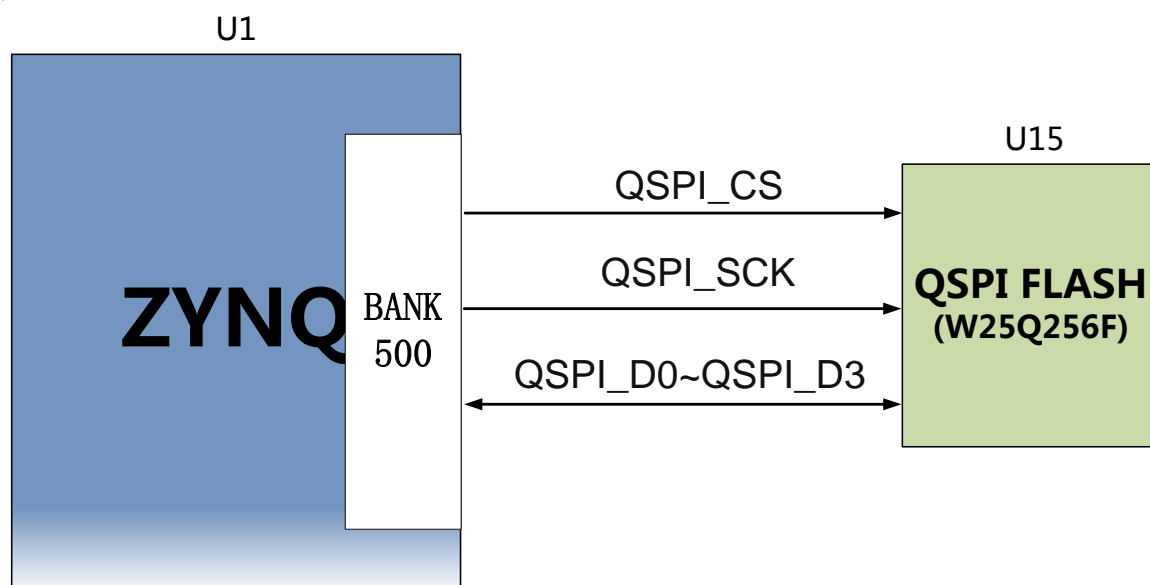 U1
U15
QSPI_CS
QSPI_SCK
ZYNQ
BANK
500
QSPI FLASH
(W25Q256F)
QSPI_D0~QSPI_D3